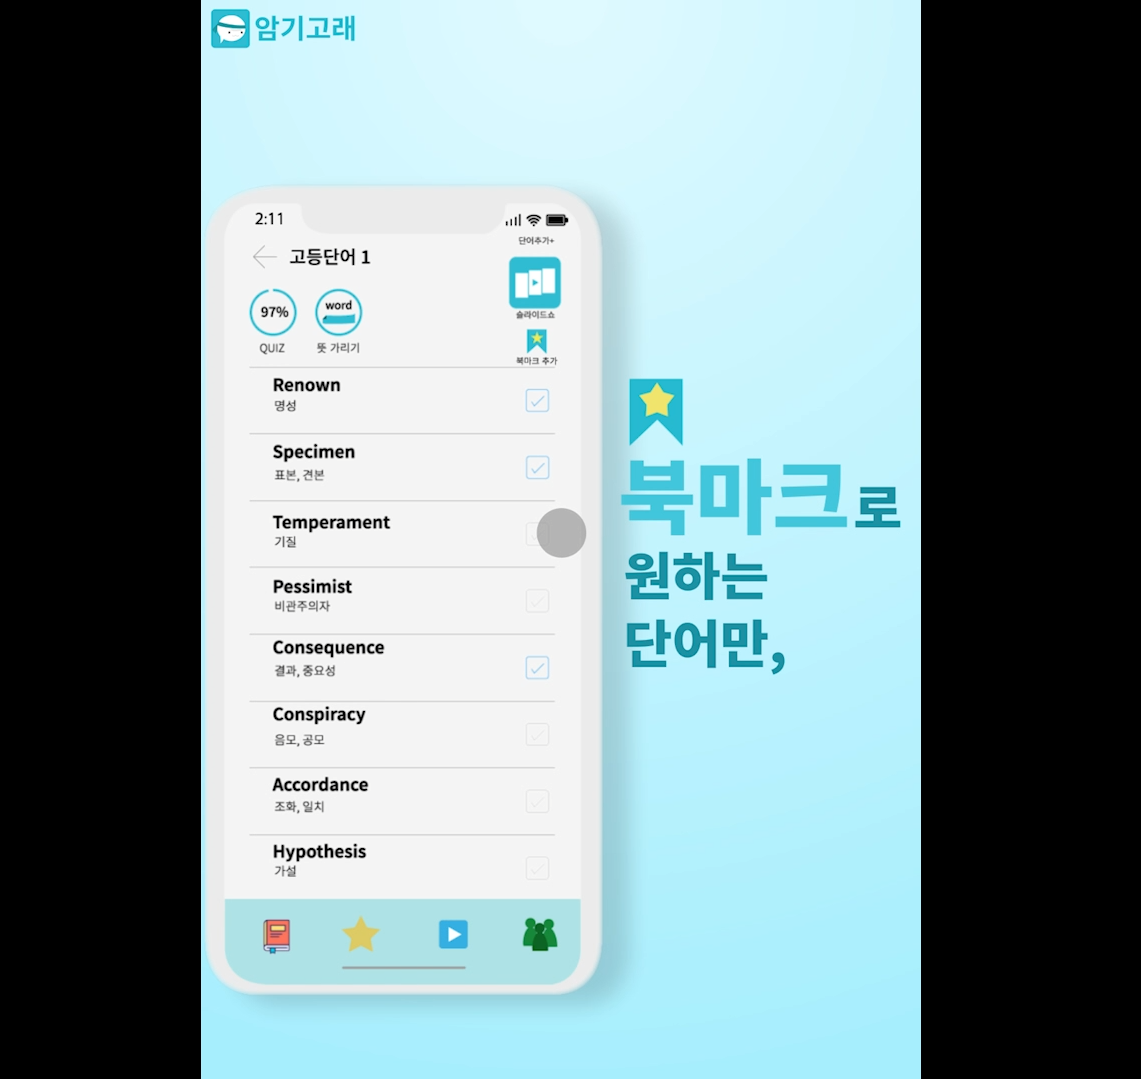 암기고래
2:11
단어추가+
고등단어 1
슬라이드쇼
97%
word
QUIZ
뜻 가리기
북마크 추가
Renown
명성
Specimen
표본, 견본
Temperament
기질
Pessimist
비관주의자
Consequence
결과, 중요성
Conspiracy
음모, 공모
Accordance
조화, 일치
Hypothesis
가설
북마크로
원하는
단어만,